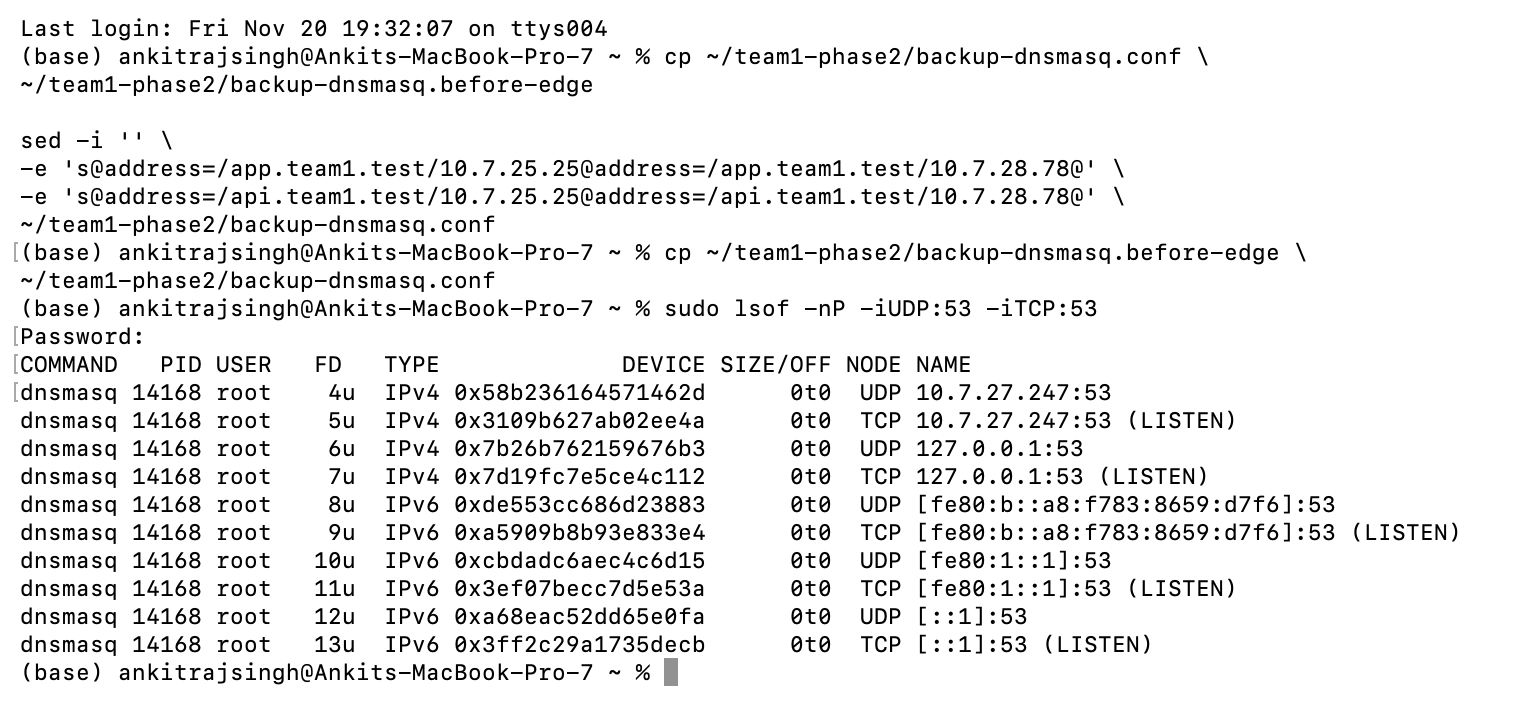 Last login: Fri Nov 20 19:32:07 on ttys004
(base) ankitrajsingh@Ankits-MacBook-Pro-7 ~ % cp ~/team1-phase2/backup-dnsmasq.conf \
~/team1-phase2/backup-dnsmasq.before-edge
sed -i '' \
-e 's@address=/app.team1.test/10.7.25.25@address=/app.team1.test/10.7.28.78@' \
-e 's@address=/api.team1.test/10.7.25.25@address=/api.team1.test/10.7.28.78@' \
~/team1-phase2/backup-dnsmasq.conf
[(base) ankitrajsingh@Ankits-MacBook-Pro-7 ~ % cp ~/team1-phase2/backup-dnsmasq.before-edge \
~/team1-phase2/backup-dnsmasq.conf
(base) ankitrajsingh@Ankits-MacBook-Pro-7 ~ % sudo lsof -nP -iUDP:53 -iTCP:53
[Password:
[COMMAND   PID USER   FD   TYPE             DEVICE SIZE/OFF NODE NAME
[dnsmasq 14168 root    4u  IPv4 0x58b236164571462d      0t0  UDP 10.7.27.247:53
dnsmasq 14168 root    5u  IPv4 0x3109b627ab02ee4a      0t0  TCP 10.7.27.247:53 (LISTEN)
dnsmasq 14168 root    6u  IPv4 0x7b26b762159676b3      0t0  UDP 127.0.0.1:53
dnsmasq 14168 root    7u  IPv4 0x7d19fc7e5ce4c112      0t0  TCP 127.0.0.1:53 (LISTEN)
dnsmasq 14168 root    8u  IPv6 0xde553cc686d23883      0t0  UDP [fe80:b::a8:f783:8659:d7f6]:53
dnsmasq 14168 root    9u  IPv6 0xa5909b8b93e833e4      0t0  TCP [fe80:b::a8:f783:8659:d7f6]:53 (LISTEN)
dnsmasq 14168 root   10u  IPv6 0xcbdadc6aec4c6d15      0t0  UDP [fe80:1::1]:53
dnsmasq 14168 root   11u  IPv6 0x3ef07becc7d5e53a      0t0  TCP [fe80:1::1]:53 (LISTEN)
dnsmasq 14168 root   12u  IPv6 0xa68eac52dd65e0fa      0t0  UDP [::1]:53
dnsmasq 14168 root   13u  IPv6 0x3ff2c29a1735decb      0t0  TCP [::1]:53 (LISTEN)
(base) ankitrajsingh@Ankits-MacBook-Pro-7 ~ %